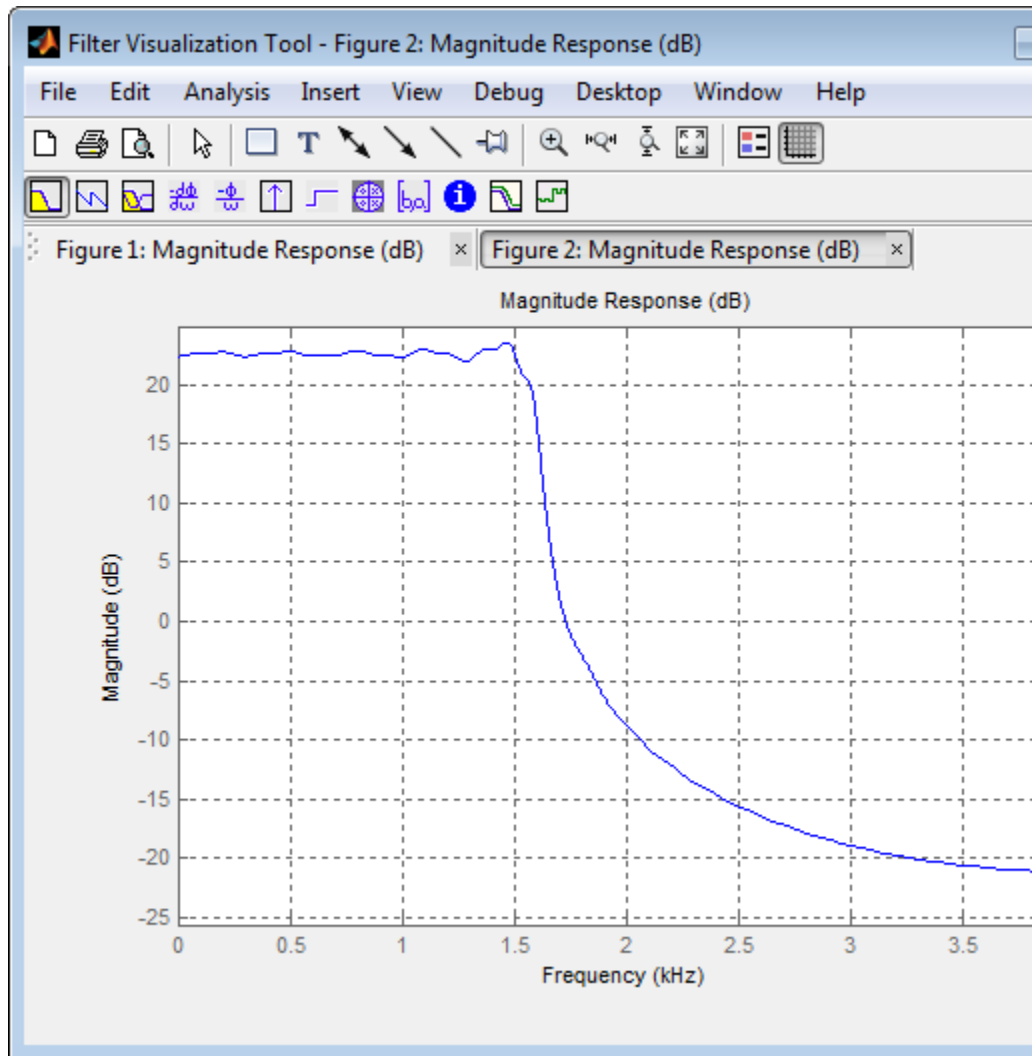 Filter Visualization Tool - Figure 2: Magnitude Response (dB)
File Edit Analysis Insert View Debug Desktop Window Help
T
-dϕ
dω
-ϕ
ω
[b,a]
i
Figure 1: Magnitude Response (dB) × Figure 2: Magnitude Response (dB) ×
Magnitude Response (dB)
20
15
10
5
0
-5
-10
-15
-20
-25
Magnitude (dB)
0 0.5 1 1.5 2 2.5 3 3.5
Frequency (kHz)